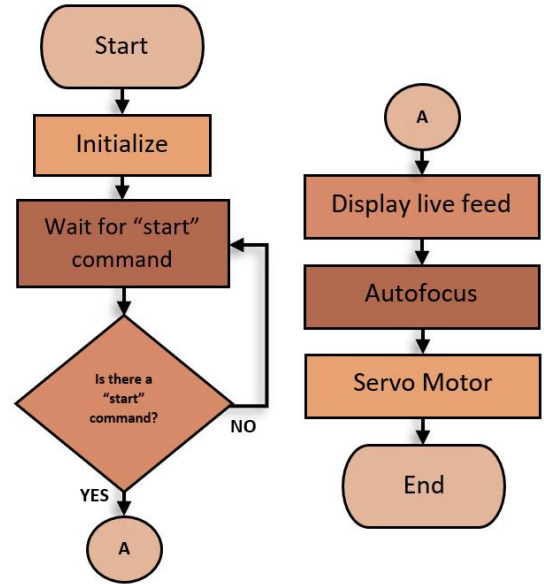 Start
Initialize
Wait for “start”
command
Is there a
“start”
command?
NO
YES
A
A
Display live feed
Autofocus
Servo Motor
End